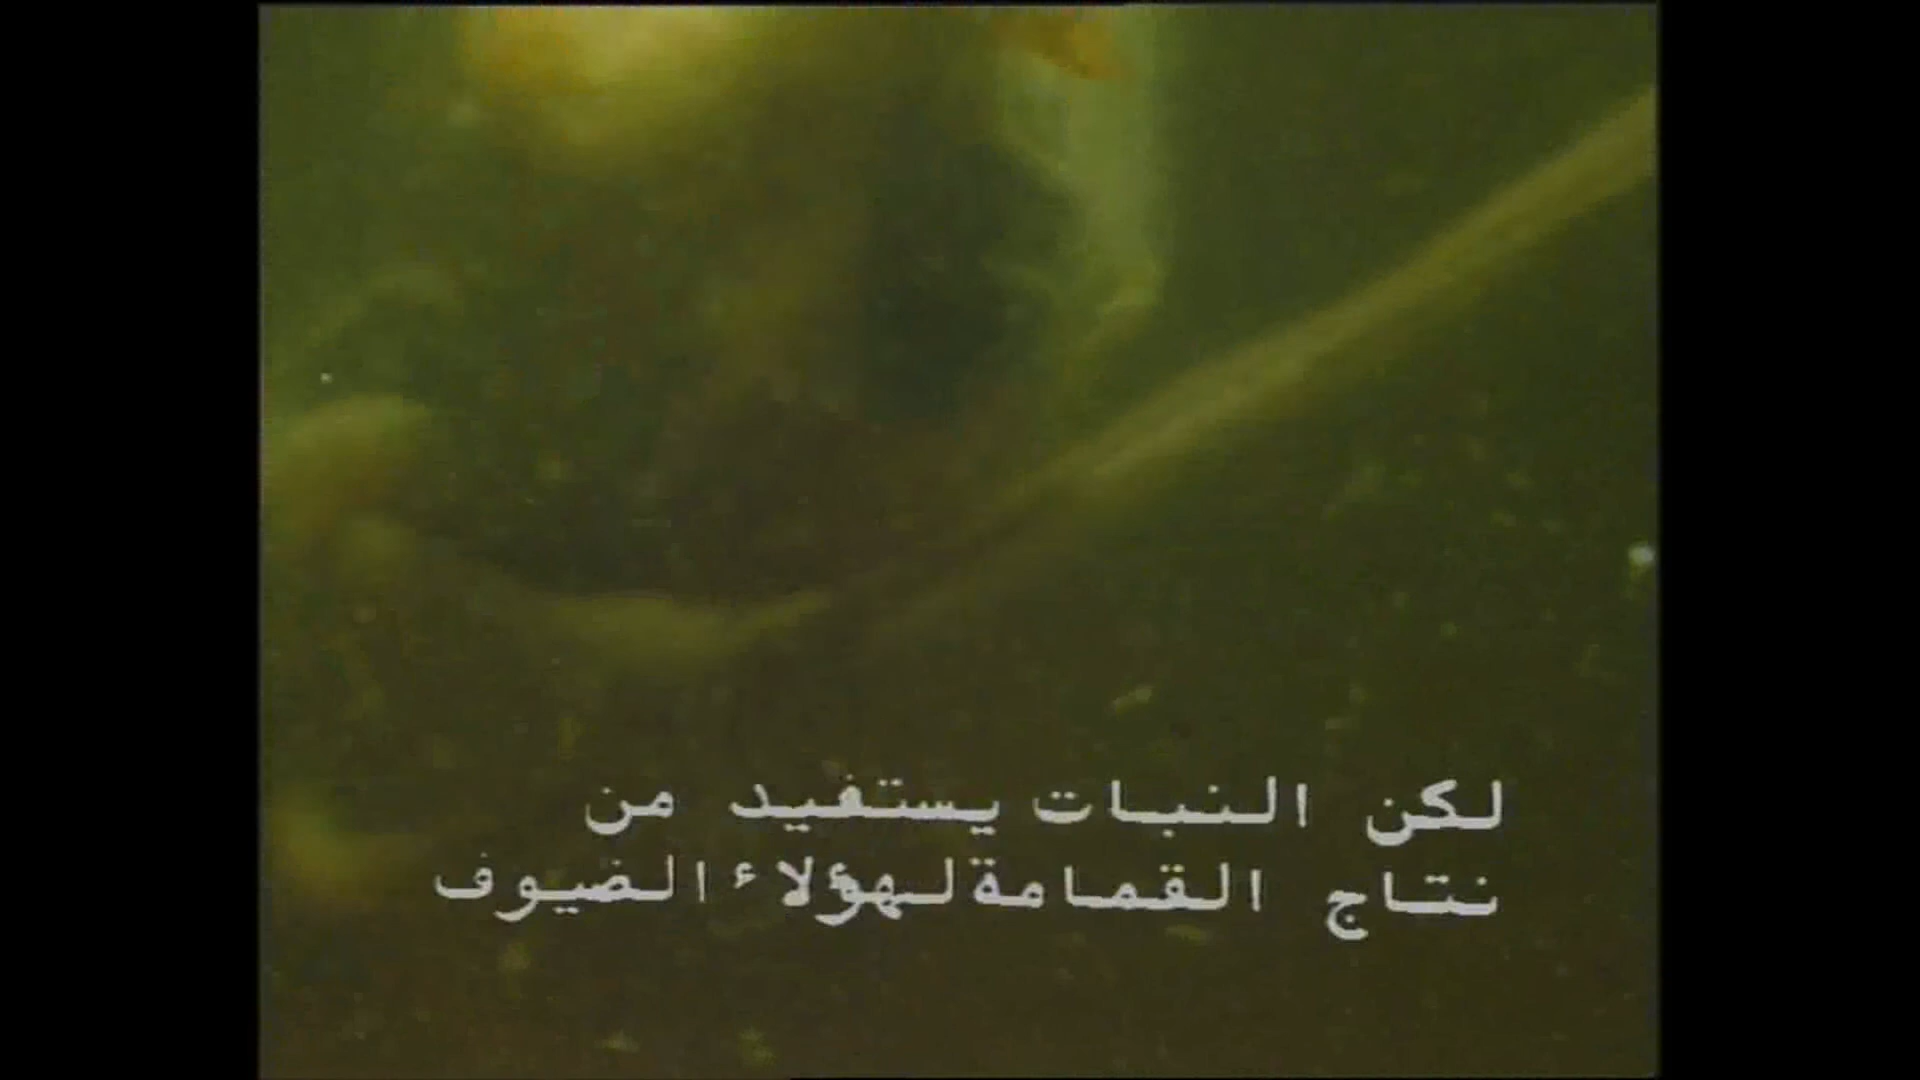 لكن النبات يستفيد من
نتاج القمامة لهؤلاء الضيوف